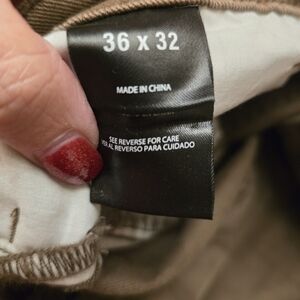 36 x 32
MADE IN CHINA
SEE REVERSE FOR CARE
VER AL REVERSO PARA CUIDADO